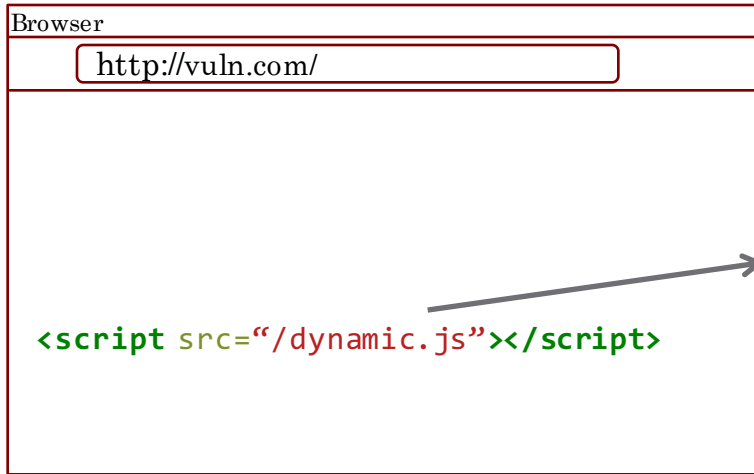 Browser
http://vuln.com/
<script src=“/dynamic.js”></script>